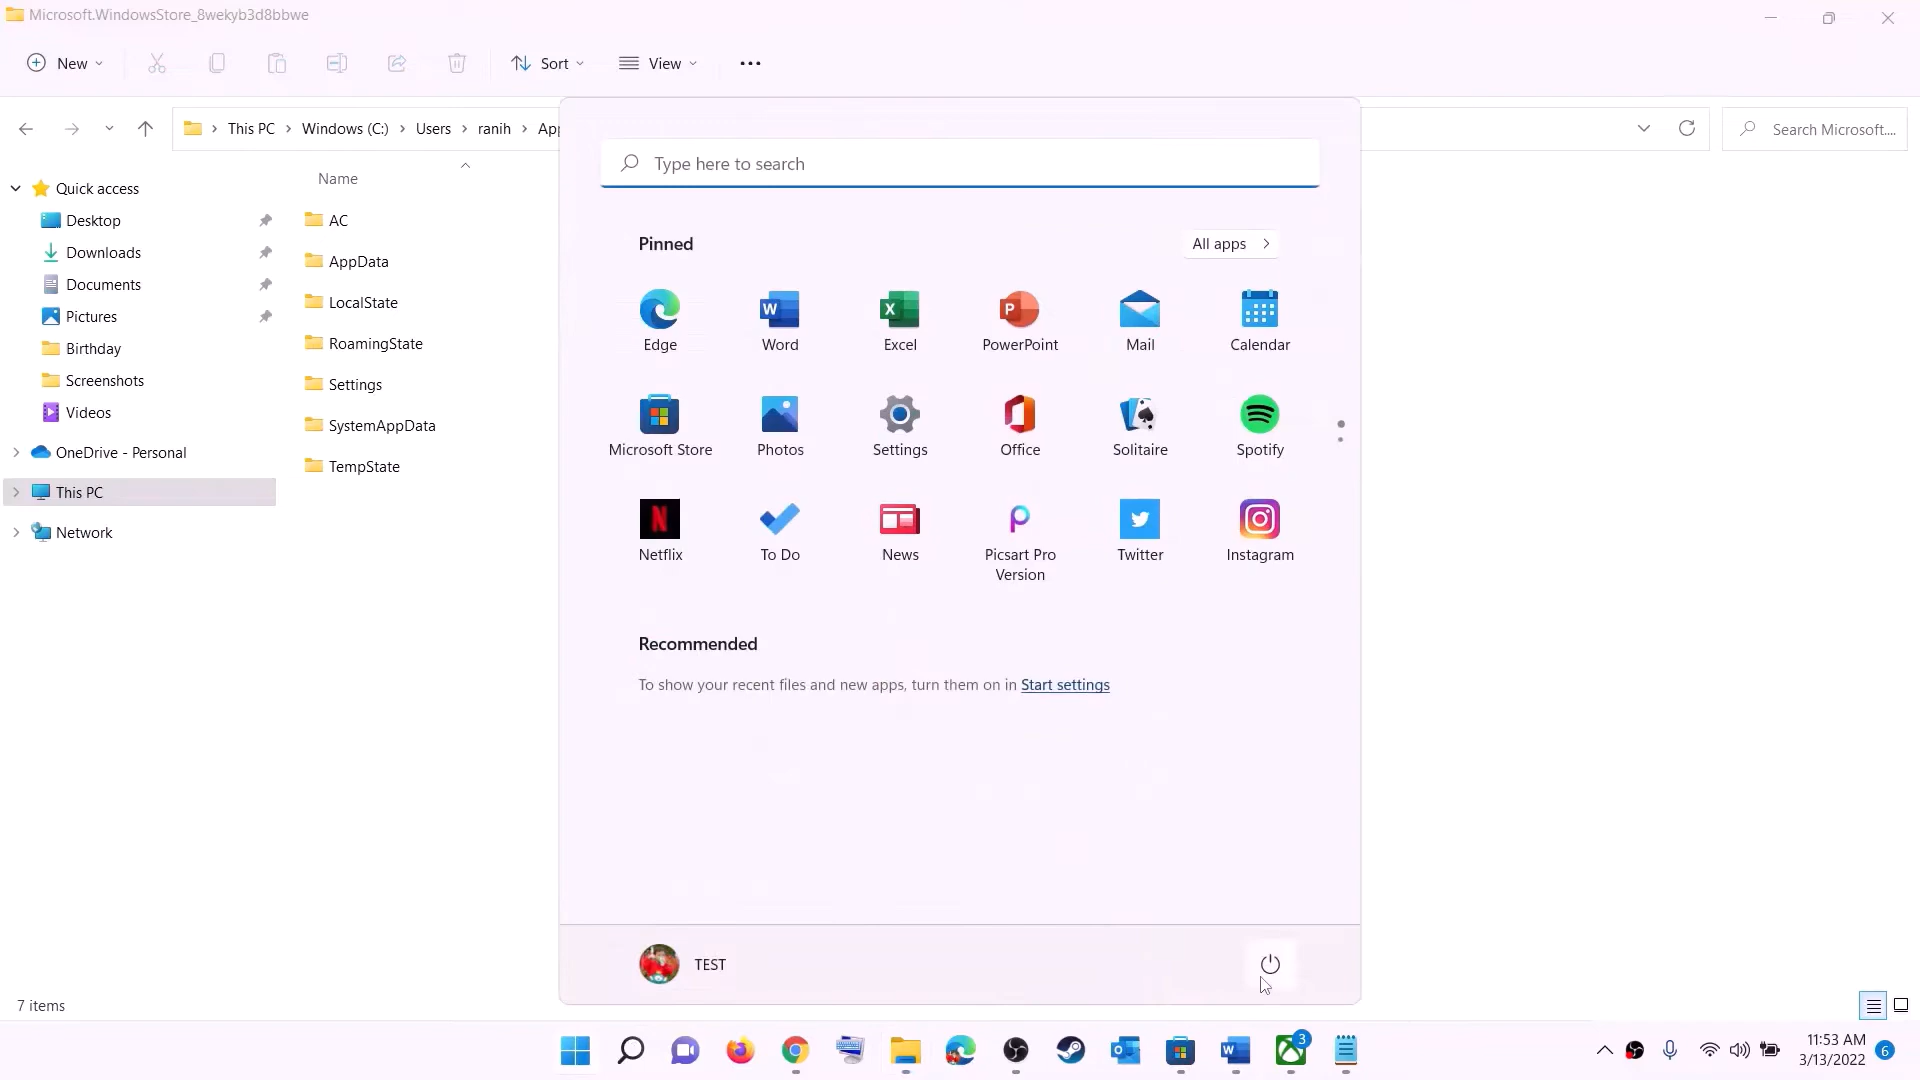 Microsoft.WindowsStore_8wekyb3d8bbwe
New
Sort
View
This PC
Windows (C:)
Users
ranih
App
Search Microsoft....
Type here to search
Quick access
Desktop
Downloads
Documents
Pictures
Birthday
Screenshots
Videos
OneDrive - Personal
This PC
Network
Name
AC
AppData
LocalState
RoamingState
Settings
SystemAppData
TempState
Pinned
All apps
Edge
Word
Excel
PowerPoint
Mail
Calendar
Microsoft Store
Photos
Settings
Office
Solitaire
Spotify
Netflix
To Do
News
Picsart Pro
Version
Twitter
Instagram
Recommended
To show your recent files and new apps, turn them on in Start settings
TEST
7 items
3
11:53 AM
3/13/2022
6